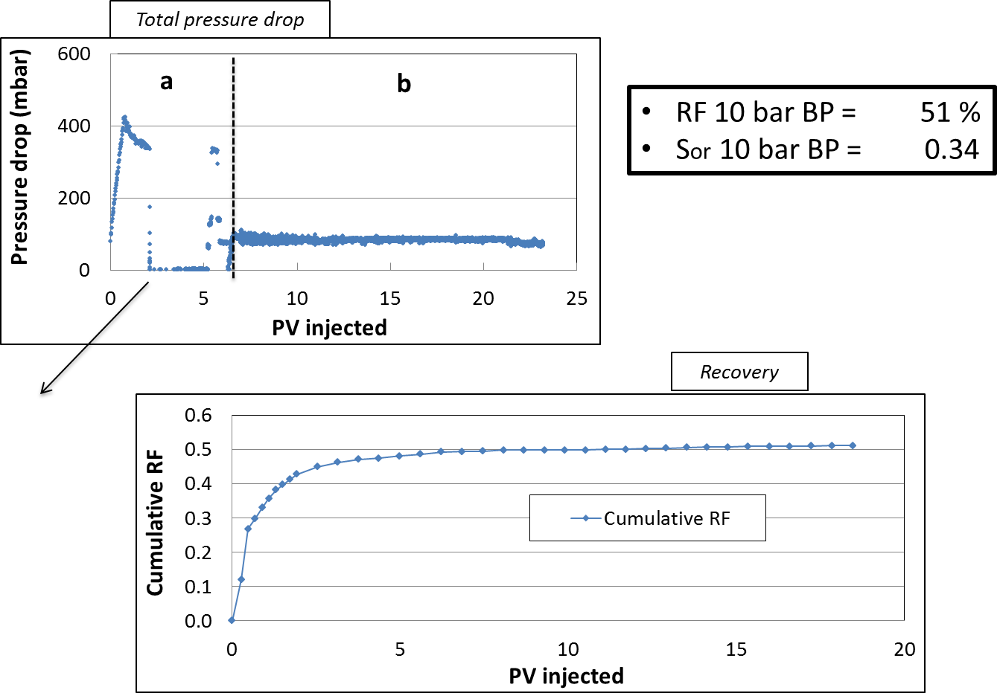 Total pressure drop
Pressure drop (mbar)
600
400
200
0
a
b
0 5 10 15 20 25
PV injected
• RF 10 bar BP = 51 %
• Sor 10 bar BP = 0.34
Recovery
Cumulative RF
0.6
0.5
0.4
0.3
0.2
0.1
0.0
Cumulative RF
0 5 10 15 20
PV injected